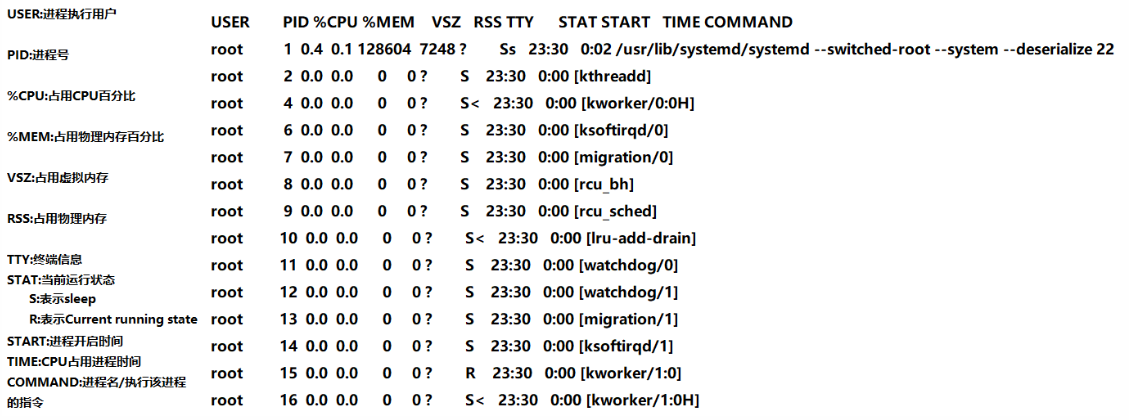 USER:进程执行用户
PID:进程号
%CPU:占用CPU百分比
%MEM:占用物理内存百分比
VSZ:占用虚拟内存
RSS:占用物理内存
TTY:终端信息
STAT:当前运行状态
S:表示sleep
R:表示Current running state
START:进程开启时间
TIME:CPU占用进程时间
COMMAND:进程名/执行该进程
的指令
USER PID %CPU %MEM VSZ RSS TTY STAT START TIME COMMAND
root 1 0.4 0.1 128604 7248 ? Ss 23:30 0:02 /usr/lib/systemd/systemd --switched-root --system --deserialize 22
root 2 0.0 0.0 0 0 ? S 23:30 0:00 [kthreadd]
root 4 0.0 0.0 0 0 ? S< 23:30 0:00 [kworker/0:0H]
root 6 0.0 0.0 0 0 ? S 23:30 0:00 [ksoftirqd/0]
root 7 0.0 0.0 0 0 ? S 23:30 0:00 [migration/0]
root 8 0.0 0.0 0 0 ? S 23:30 0:00 [rcu_bh]
root 9 0.0 0.0 0 0 ? S 23:30 0:00 [rcu_sched]
root 10 0.0 0.0 0 0 ? S< 23:30 0:00 [lru-add-drain]
root 11 0.0 0.0 0 0 ? S 23:30 0:00 [watchdog/0]
root 12 0.0 0.0 0 0 ? S 23:30 0:00 [watchdog/1]
root 13 0.0 0.0 0 0 ? S 23:30 0:00 [migration/1]
root 14 0.0 0.0 0 0 ? S 23:30 0:00 [ksoftirqd/1]
root 15 0.0 0.0 0 0 ? R 23:30 0:00 [kworker/1:0]
root 16 0.0 0.0 0 0 ? S< 23:30 0:00 [kworker/1:0H]